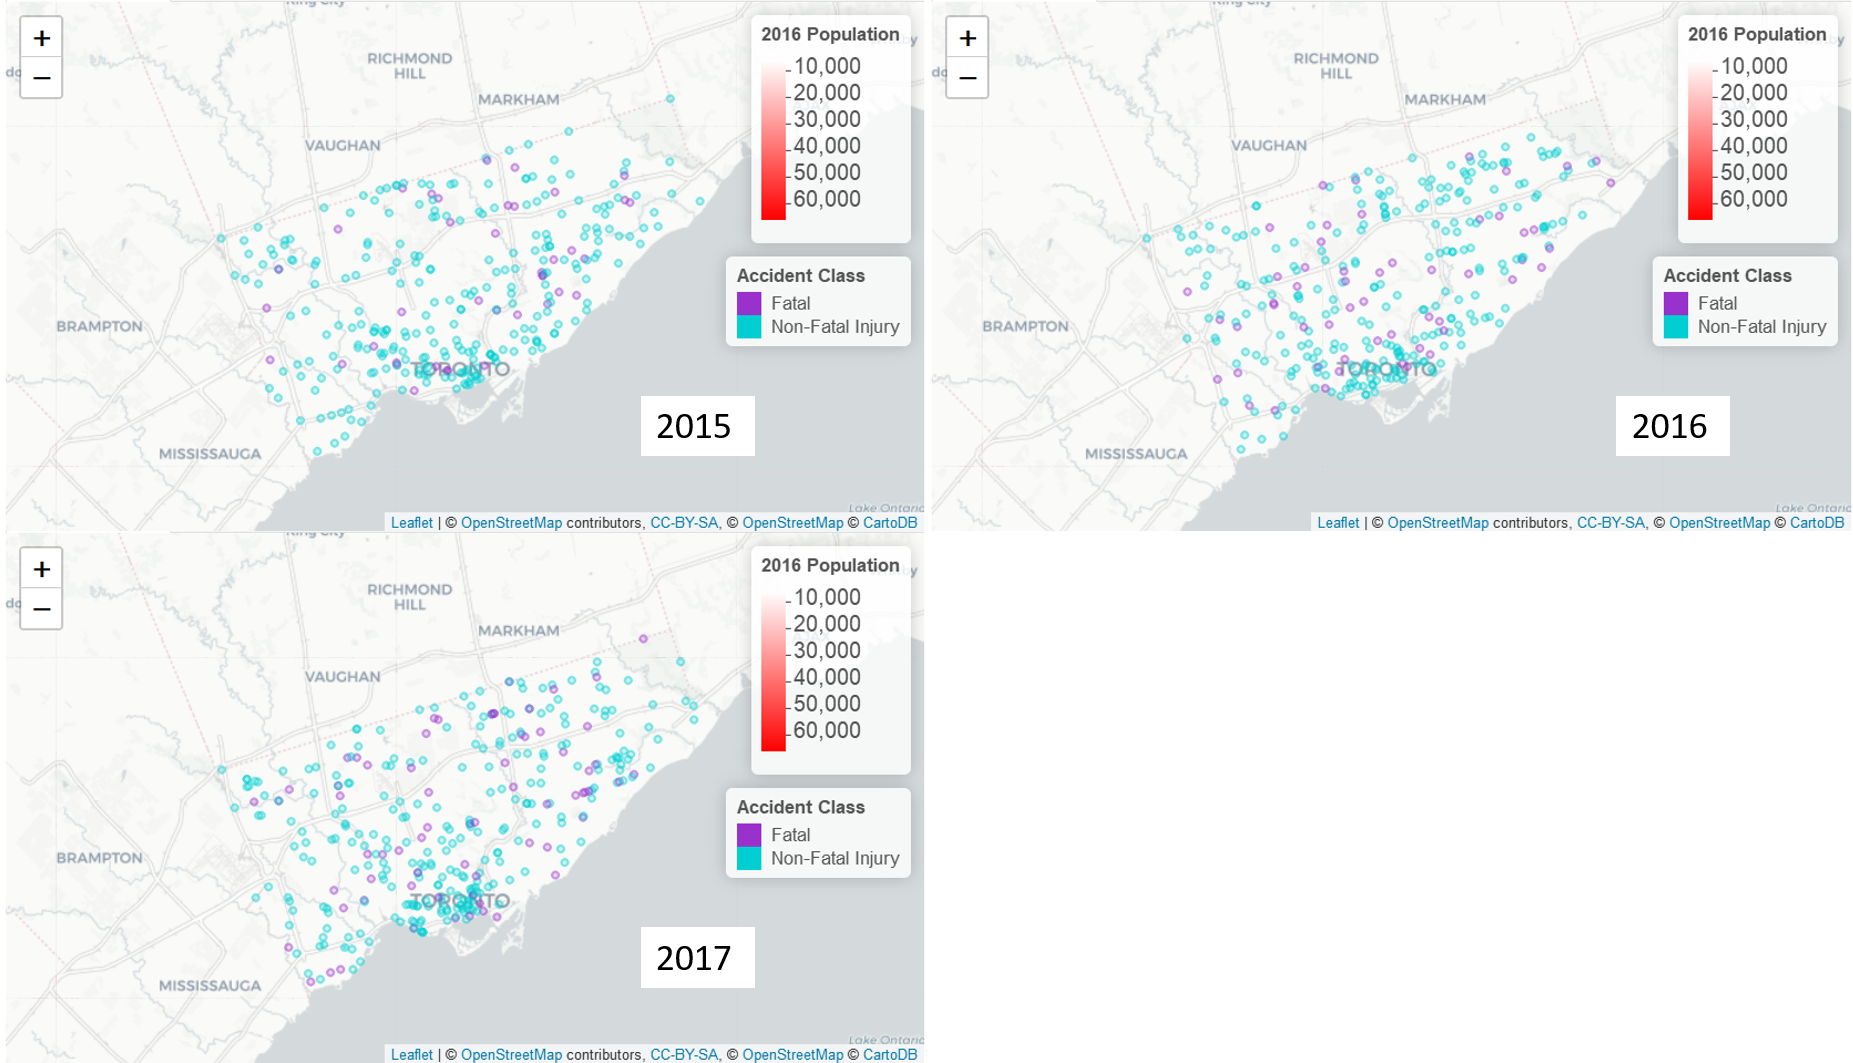 King City
+
−
RICHMOND
HILL
MARKHAM
VAUGHAN
BRAMPTON
MISSISSAUGA
TORONTO
2016 Population
10,000
20,000
30,000
40,000
50,000
60,000
Accident Class
Fatal
Non-Fatal Injury
2015
Lake Ontario
Leaflet | © OpenStreetMap contributors, CC-BY-SA, © OpenStreetMap © CartoDB
King City
+
−
RICHMOND
HILL
MARKHAM
VAUGHAN
BRAMPTON
MISSISSAUGA
TORONTO
2016 Population
10,000
20,000
30,000
40,000
50,000
60,000
Accident Class
Fatal
Non-Fatal Injury
2016
Lake Ontario
Leaflet | © OpenStreetMap contributors, CC-BY-SA, © OpenStreetMap © CartoDB
King City
+
−
RICHMOND
HILL
MARKHAM
VAUGHAN
BRAMPTON
MISSISSAUGA
TORONTO
2016 Population
10,000
20,000
30,000
40,000
50,000
60,000
Accident Class
Fatal
Non-Fatal Injury
2017
Lake Ontario
Leaflet | © OpenStreetMap contributors, CC-BY-SA, © OpenStreetMap © CartoDB